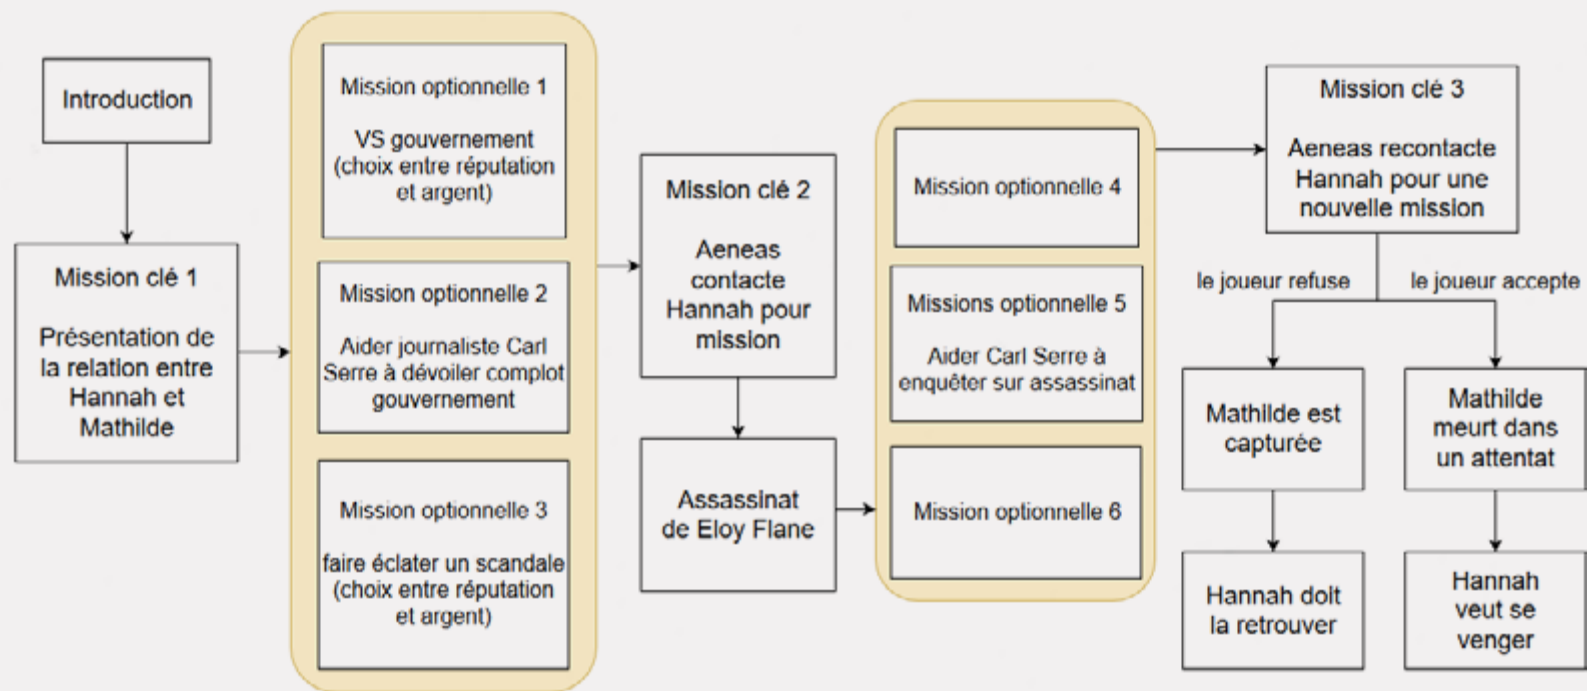 Introduction
Mission clé 1
Présentation de
la relation entre
Hannah et
Mathilde
Mission optionnelle 1
VS gouvernement
(choix entre réputation
et argent)
Mission optionnelle 2
Aider journaliste Carl
Serre à dévoiler complot
gouvernement
Mission optionnelle 3
faire éclater un scandale
(choix entre réputation
et argent)
Mission clé 2
Aeneas
contacte
Hannah pour
mission
Assassinat
de Eloy Flane
Mission optionnelle 4
Missions optionnelle 5
Aider Carl Serre à
enquêter sur assassinat
Mission optionnelle 6
Mission clé 3
Aeneas recontacte
Hannah pour une
nouvelle mission
le joueur refuse
le joueur accepte
Mathilde est
capturée
Mathilde
meurt dans
un attentat
Hannah doit
la retrouver
Hannah
veut se
venger